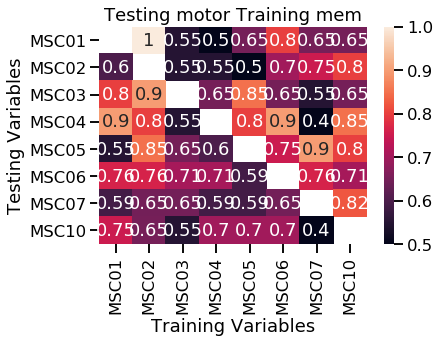 Testing motor Training mem
MSC01 1 0.55 0.5 0.65 0.8 0.65 0.65
MSC02 0.6 0.55 0.55 0.5 0.7 0.75 0.8
MSC03 0.8 0.9 0.65 0.85 0.65 0.55 0.65
MSC04 0.9 0.8 0.55 0.8 0.9 0.4 0.85
MSC05 0.55 0.85 0.65 0.6 0.75 0.9 0.8
MSC06 0.76 0.76 0.71 0.71 0.59 0.76 0.71
MSC07 0.59 0.65 0.65 0.59 0.59 0.65 0.82
MSC10 0.75 0.65 0.55 0.7 0.7 0.7 0.4
Testing Variables
MSC01 MSC02 MSC03 MSC04 MSC05 MSC06 MSC07 MSC10
Training Variables
1.0
0.9
0.8
0.7
0.6
0.5